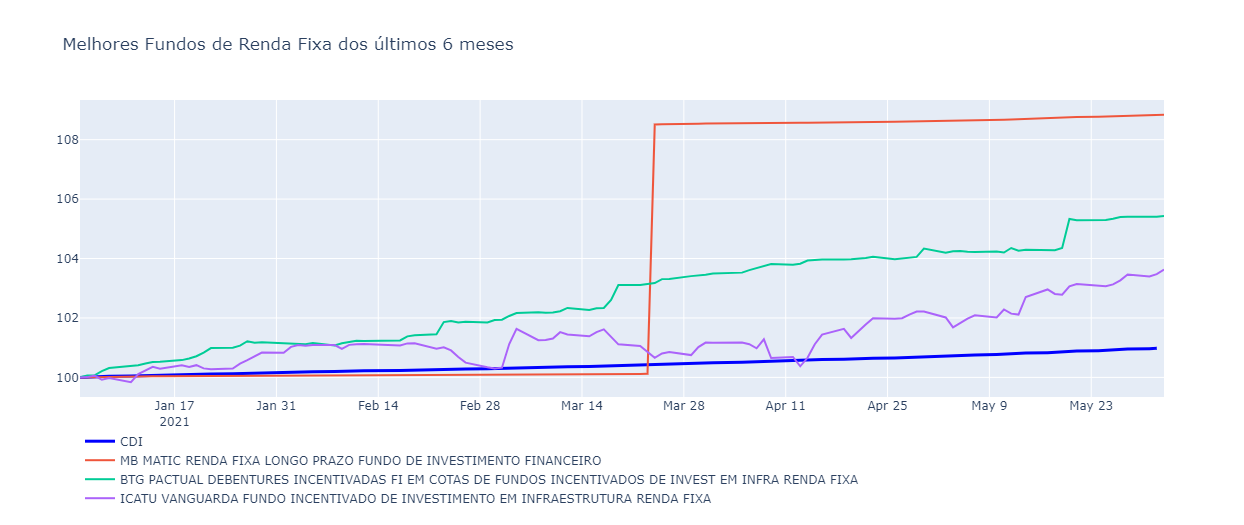 Melhores Fundos de Renda Fixa dos últimos 6 meses
108
106
104
102
100
Jan 17
2021
Jan 31
Feb 14
Feb 28
Mar 14
Mar 28
Apr 11
Apr 25
May 9
May 23
CDI
MB MATIC RENDA FIXA LONGO PRAZO FUNDO DE INVESTIMENTO FINANCEIRO
BTG PACTUAL DEBENTURES INCENTIVADAS FI EM COTAS DE FUNDOS INCENTIVADOS DE INVEST EM INFRA RENDA FIXA
ICATU VANGUARDA FUNDO INCENTIVADO DE INVESTIMENTO EM INFRAESTRUTURA RENDA FIXA